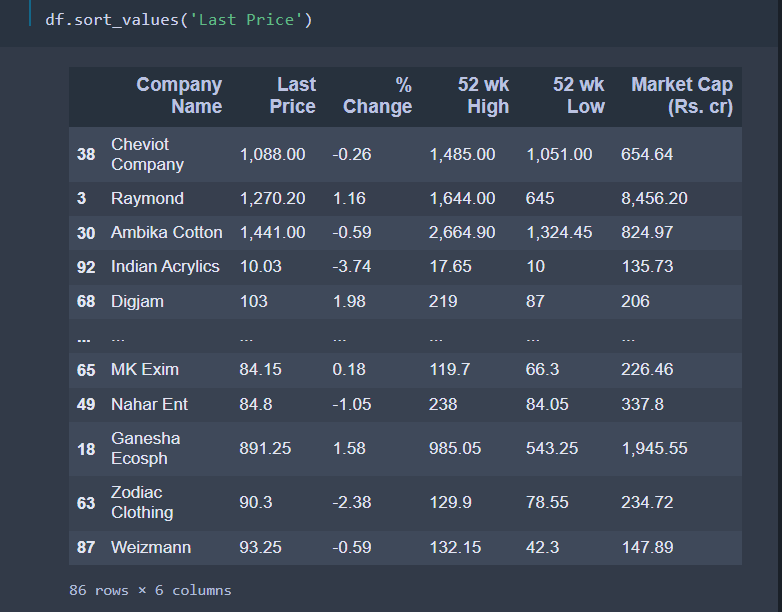 df.sort_values('Last Price')
Company Name Last Price % Change 52 wk High 52 wk Low Market Cap (Rs. cr)
38 Cheviot Company 1,088.00 -0.26 1,485.00 1,051.00 654.64
3 Raymond 1,270.20 1.16 1,644.00 645 8,456.20
30 Ambika Cotton 1,441.00 -0.59 2,664.90 1,324.45 824.97
92 Indian Acrylics 10.03 -3.74 17.65 10 135.73
68 Digjam 103 1.98 219 87 206
... ... ... ... ... ... ...
65 MK Exim 84.15 0.18 119.7 66.3 226.46
49 Nahar Ent 84.8 -1.05 238 84.05 337.8
18 Ganesha Ecosph 891.25 1.58 985.05 543.25 1,945.55
63 Zodiac Clothing 90.3 -2.38 129.9 78.55 234.72
87 Weizmann 93.25 -0.59 132.15 42.3 147.89
86 rows × 6 columns